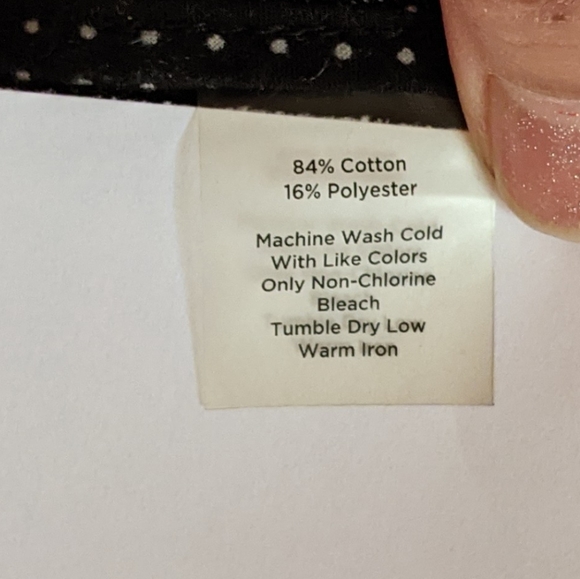 84% Cotton
16% Polyester
Machine Wash Cold
With Like Colors
Only Non-Chlorine
Bleach
Tumble Dry Low
Warm Iron